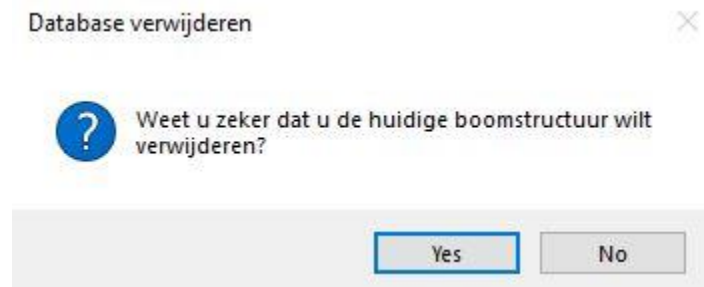 Database verwijderen
?
Weet u zeker dat u de huidige boomstructuur wilt
verwijderen?
Yes No